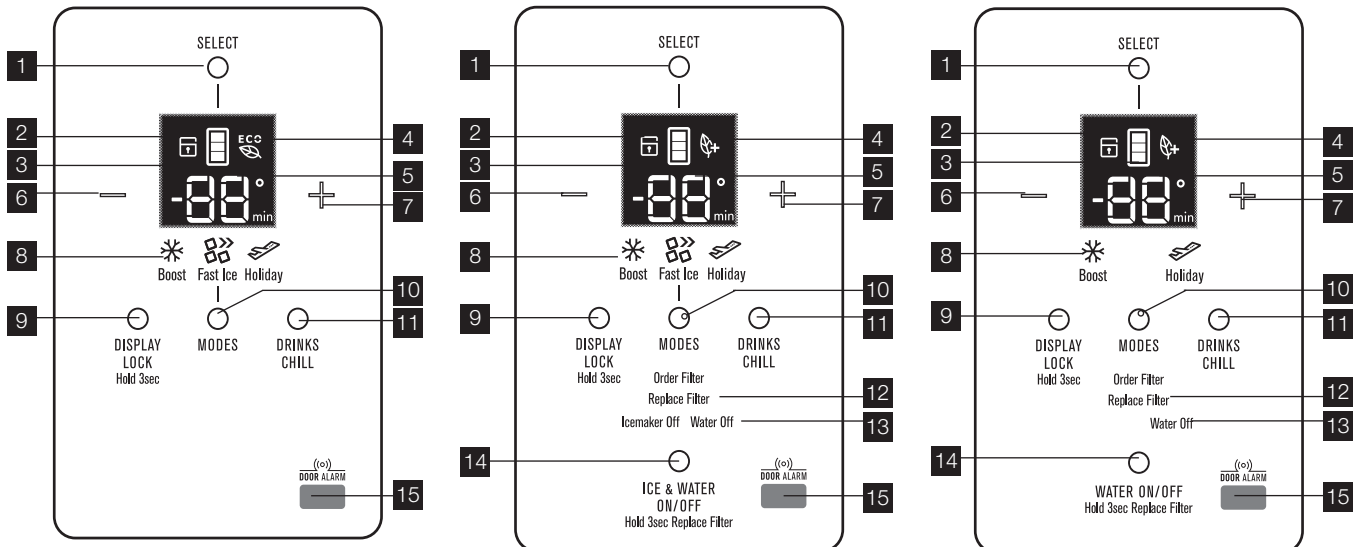 SELECT
1
2
ECO
4
3
5
-88°
min
6
−
+
7
8
Boost Fast Ice Holiday
10
9
11
DISPLAY LOCK
Hold 3sec
MODES
DRINKS CHILL
DOOR ALARM
15
SELECT
1
2
4
3
5
-88°
min
6
−
+
7
8
Boost Fast Ice Holiday
10
9
11
DISPLAY LOCK
Hold 3sec
MODES
DRINKS CHILL
Order Filter
Replace Filter
12
Icemaker Off Water Off
13
14
ICE & WATER
ON/OFF
Hold 3sec Replace Filter
DOOR ALARM
15
SELECT
1
2
4
3
5
-88°
min
6
−
+
7
8
Boost Holiday
10
9
11
DISPLAY LOCK
Hold 3sec
MODES
DRINKS CHILL
Order Filter
Replace Filter
12
Water Off
13
14
WATER ON/OFF
Hold 3sec Replace Filter
DOOR ALARM
15